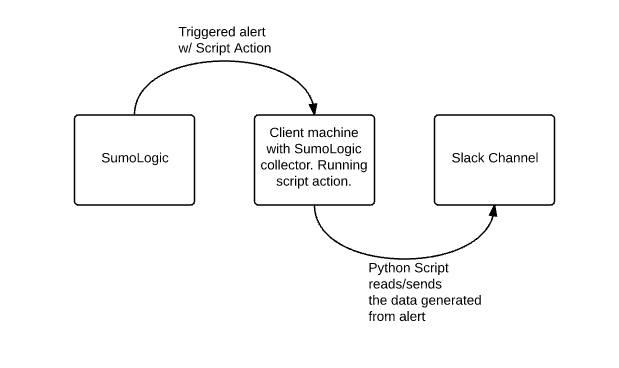 Triggered alert
w/ Script Action
SumoLogic
Client machine
with SumoLogic
collector. Running
script action.
Slack Channel
Python Script
reads/sends
the data generated
from alert